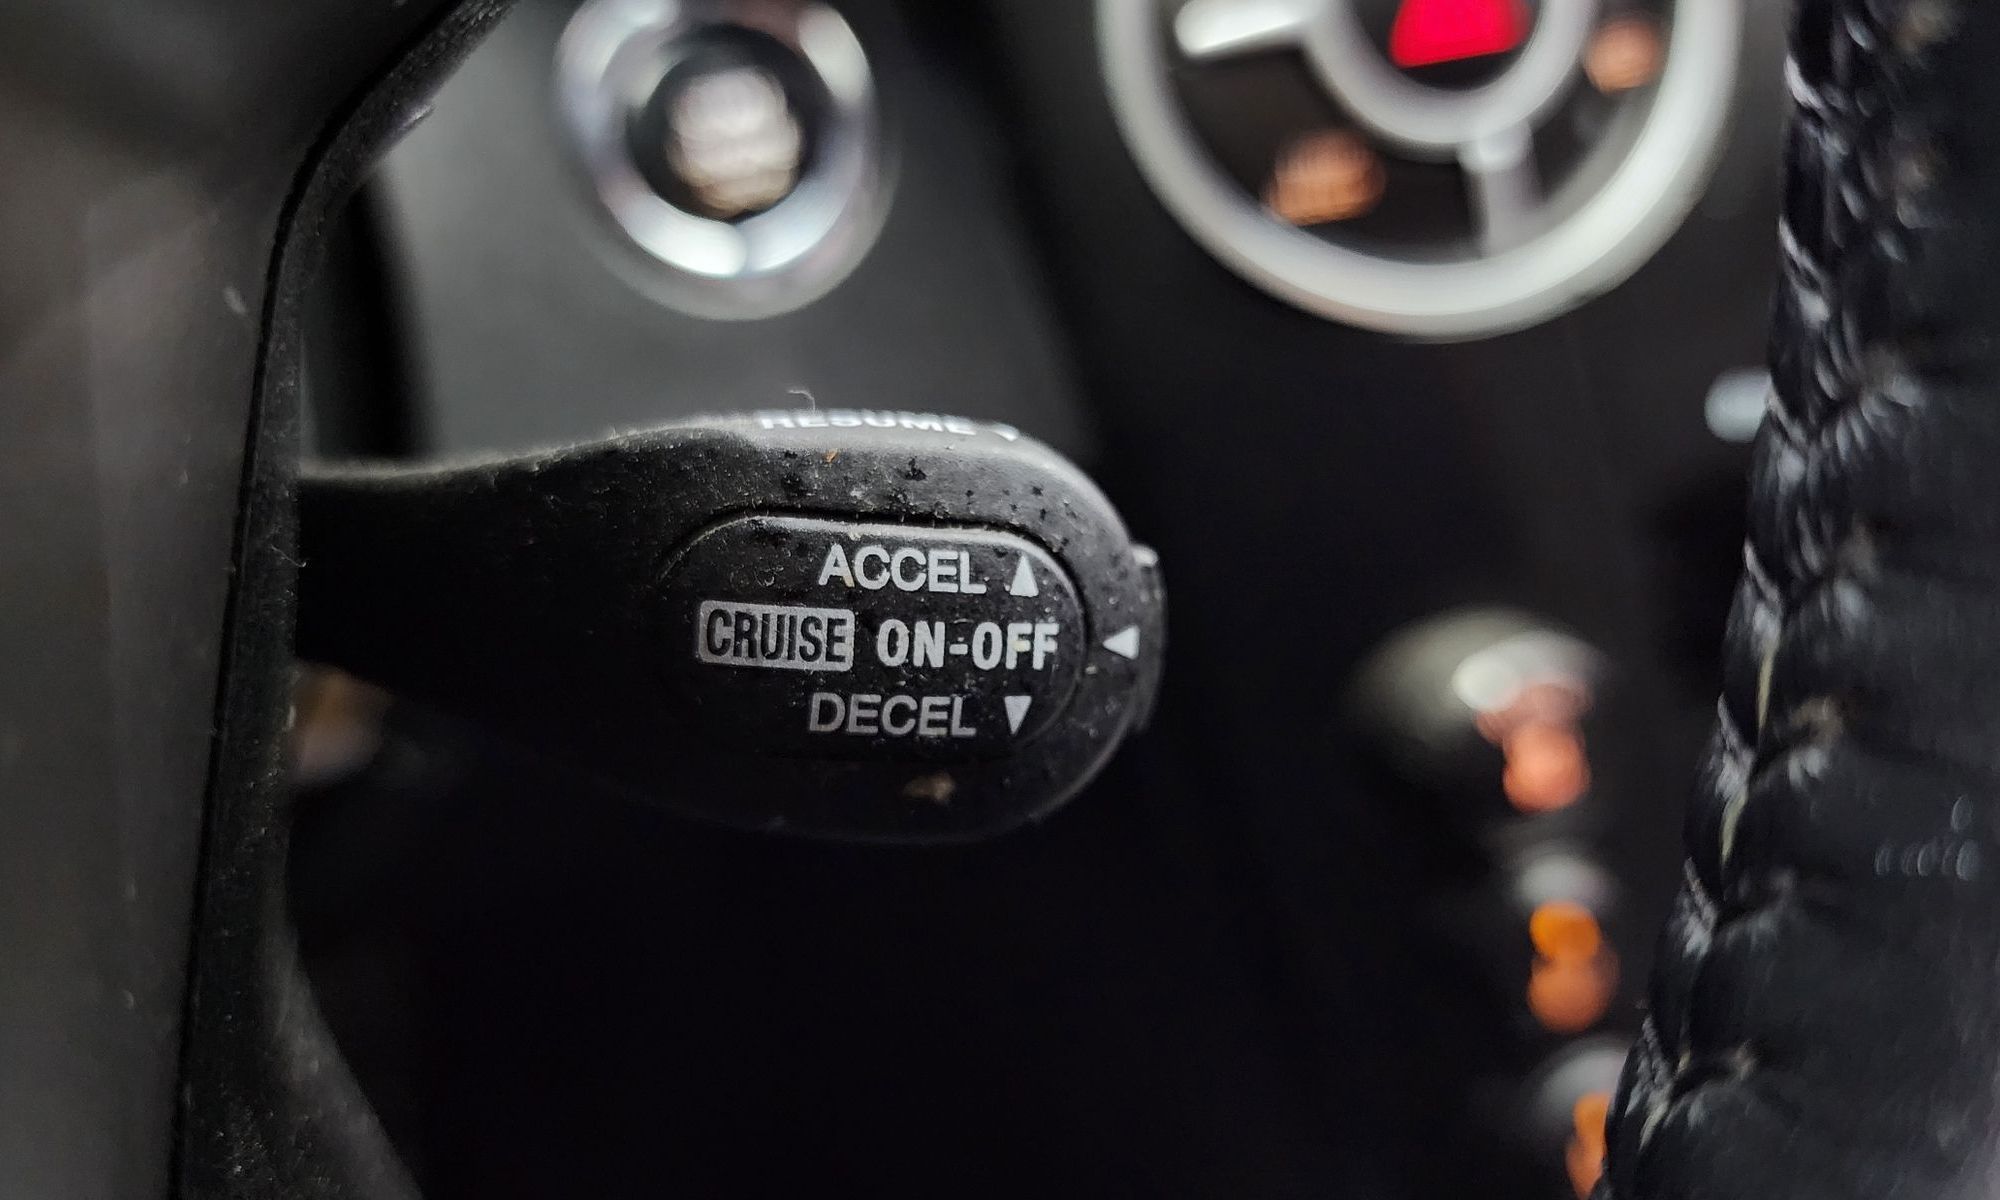 RESUME
ACCEL ▲
CRUISE ON-OFF ◀
DECEL ▼